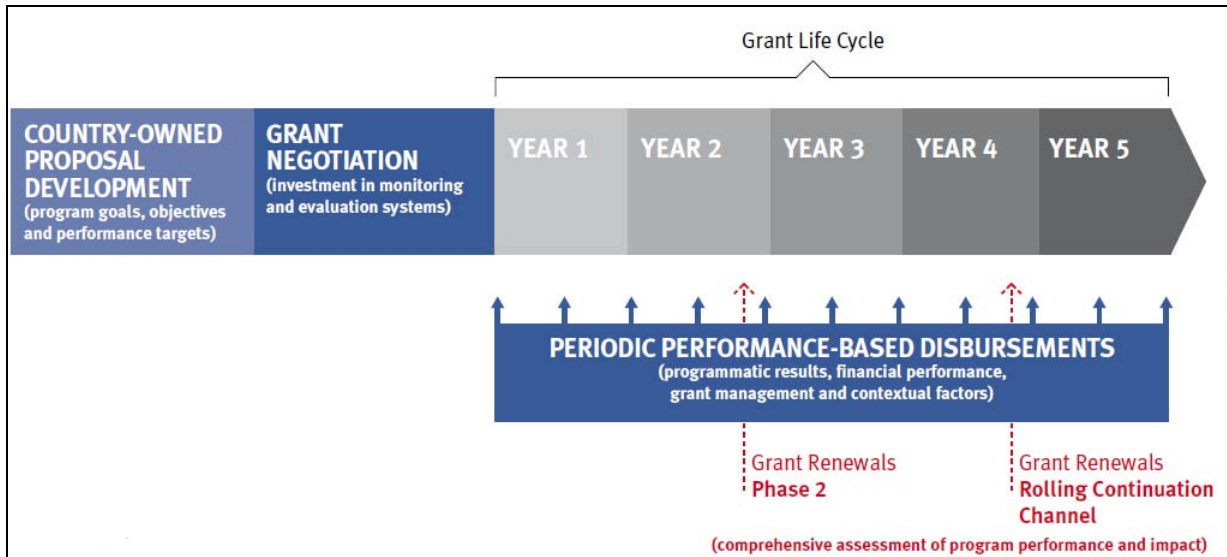 Grant Life Cycle
COUNTRY-OWNED
PROPOSAL
DEVELOPMENT
(program goals, objectives
and performance targets)
GRANT
NEGOTIATION
(investment in monitoring
and evaluation systems)
YEAR 1
YEAR 2
YEAR 3
YEAR 4
YEAR 5
PERIODIC PERFORMANCE-BASED DISBURSEMENTS
(programmatic results, financial performance,
grant management and contextual factors)
Grant Renewals
Phase 2
Grant Renewals
Rolling Continuation
Channel
(comprehensive assessment of program performance and impact)